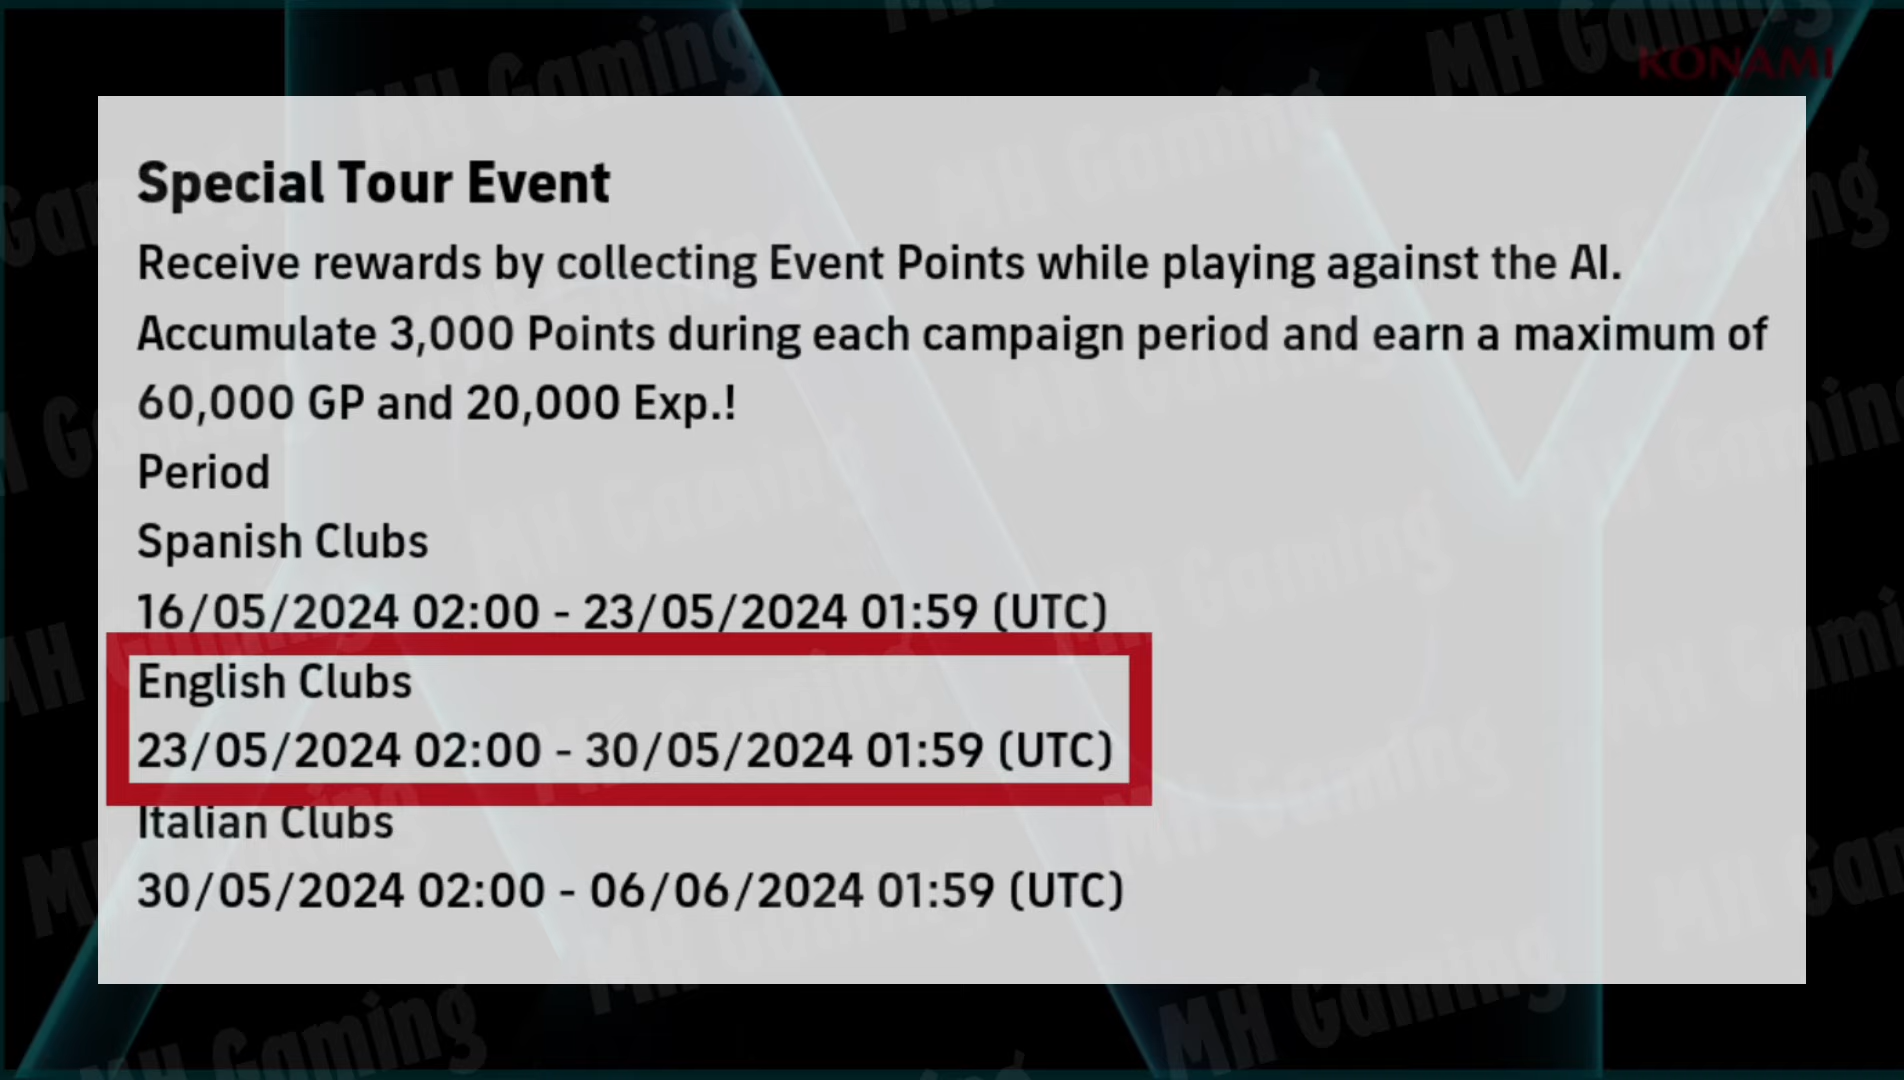 KONAMI
Special Tour Event
Receive rewards by collecting Event Points while playing against the AI.
Accumulate 3,000 Points during each campaign period and earn a maximum of
60,000 GP and 20,000 Exp.!
Period
Spanish Clubs
16/05/2024 02:00 - 23/05/2024 01:59 (UTC)
English Clubs
23/05/2024 02:00 - 30/05/2024 01:59 (UTC)
Italian Clubs
30/05/2024 02:00 - 06/06/2024 01:59 (UTC)
MH Gaming